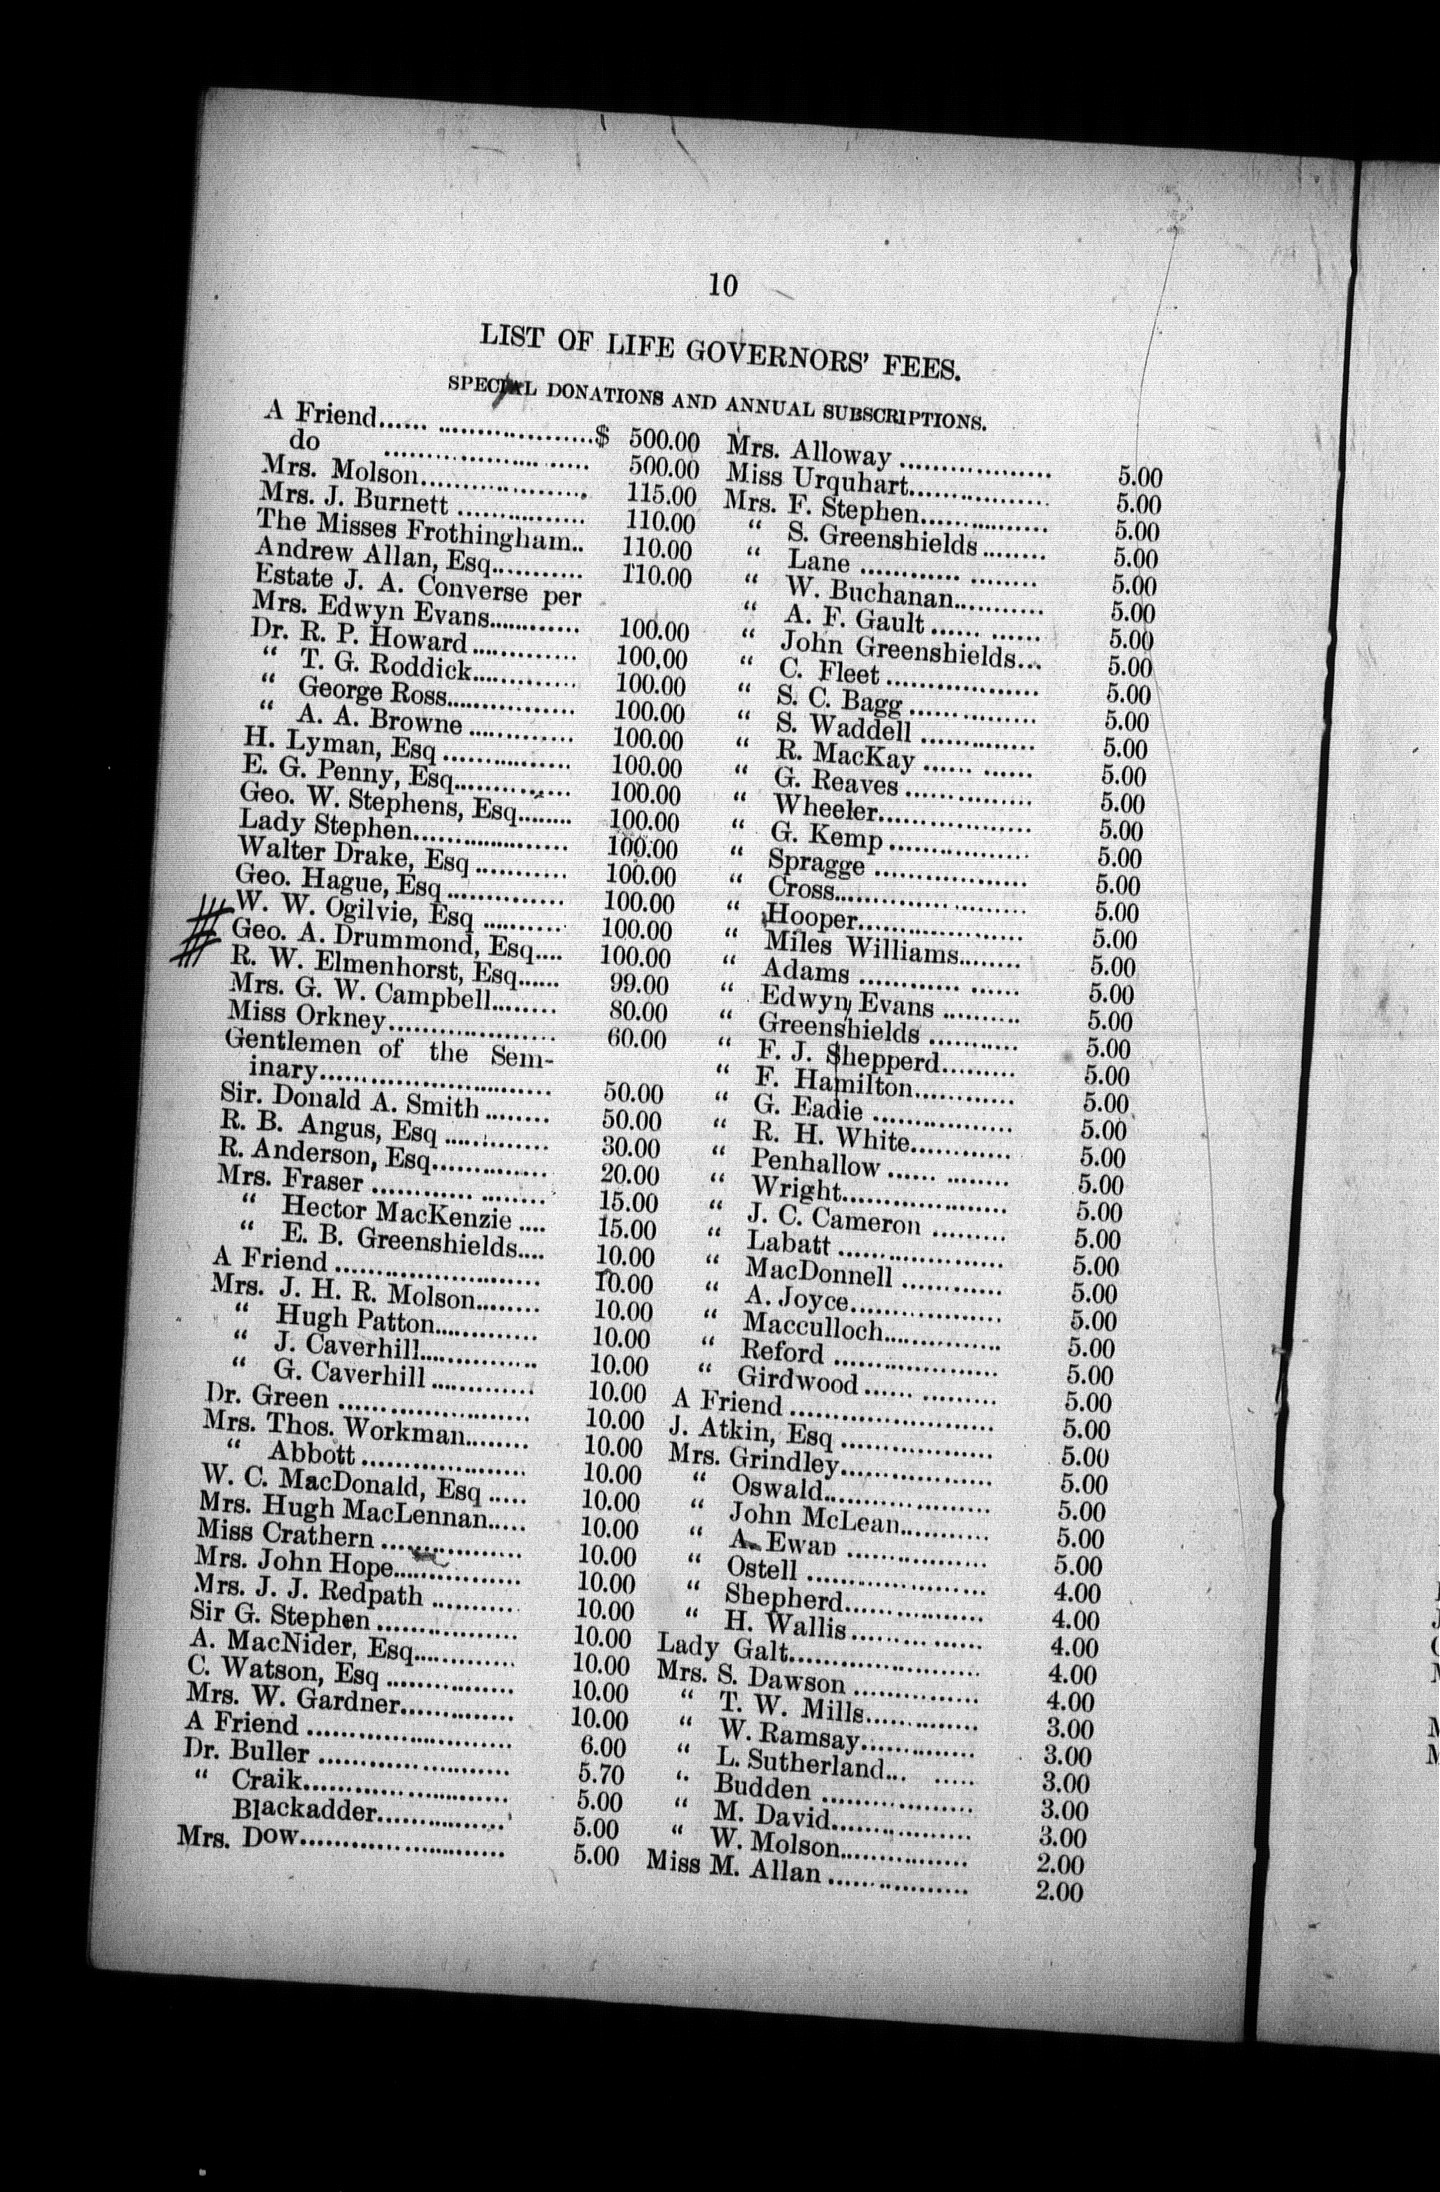 10
LIST OF LIFE GOVERNORS' FEES.
SPECIAL DONATIONS AND ANNUAL SUBSCRIPTIONS.
A Friend...... ....................$ 500.00
do ......................... 500.00
Mrs. Molson.................... 115.00
Mrs. J. Burnett ............... 110.00
The Misses Frothingham.. 110.00
Andrew Allan, Esq........... 110.00
Estate J. A. Converse per
Mrs. Edwyn Evans........... 100.00
Dr. R. P. Howard ............. 100.00
“ T. G. Roddick............. 100.00
“ George Ross............... 100.00
“ A. A. Browne ............. 100.00
H. Lyman, Esq ............... 100.00
E. G. Penny, Esq.............. 100.00
Geo. W. Stephens, Esq........ 100.00
Lady Stephen.................. 100.00
Walter Drake, Esq ........... 100.00
Geo. Hague, Esq .............. 100.00
W. W. Ogilvie, Esq .......... 100.00
Geo. A. Drummond, Esq.... 100.00
R. W. Elmenhorst, Esq...... 99.00
Mrs. G. W. Campbell........ 80.00
Miss Orkney.................... 60.00
Gentlemen of the Sem-
inary............................ 50.00
Sir. Donald A. Smith ........ 50.00
R. B. Angus, Esq ............. 30.00
R. Anderson, Esq.............. 20.00
Mrs. Fraser ............ ........ 15.00
“ Hector MacKenzie .... 15.00
“ E. B. Greenshields.... 10.00
A Friend ......................... 10.00
Mrs. J. H. R. Molson........ 10.00
“ Hugh Patton............. 10.00
“ J. Caverhill............... 10.00
“ G. Caverhill ............. 10.00
Dr. Green ....................... 10.00
Mrs. Thos. Workman........ 10.00
“ Abbott .................... 10.00
W. C. MacDonald, Esq ..... 10.00
Mrs. Hugh MacLennan..... 10.00
Miss Crathern ................. 10.00
Mrs. John Hope................ 10.00
Mrs. J. J. Redpath ........... 10.00
Sir G. Stephen ................. 10.00
A. MacNider, Esq............. 10.00
C. Watson, Esq ................ 10.00
Mrs. W. Gardner.............. 10.00
A Friend ......................... 6.00
Dr. Buller ....................... 5.70
“ Craik......................... 5.00
Blackadder................ 5.00
Mrs. Dow......................... 5.00
Mrs. Alloway .................. 5.00
Miss Urquhart................. 5.00
Mrs. F. Stephen............... 5.00
“ S. Greenshields ........ 5.00
“ Lane ............ ........ 5.00
“ W. Buchanan........... 5.00
“ A. F. Gault ...... ...... 5.00
“ John Greenshields... 5.00
“ C. Fleet ................... 5.00
“ S. C. Bagg ............... 5.00
“ S. Waddell .............. 5.00
“ R. MacKay ...... ...... 5.00
“ G. Reaves ............... 5.00
“ Wheeler................... 5.00
“ G. Kemp ................. 5.00
“ Spragge ................... 5.00
“ Cross.............. ......... 5.00
“ Hooper.................... 5.00
“ Miles Williams........ 5.00
“ Adams ............ ...... 5.00
“ Edwyn Evans .......... 5.00
“ Greenshields ........... 5.00
“ F. J. Shepperd......... 5.00
“ F. Hamilton............ 5.00
“ G. Eadie ................. 5.00
“ R. H. White............ 5.00
“ Penhallow ...... ........ 5.00
“ Wright.................... 5.00
“ J. C. Cameron ......... 5.00
“ Labatt .................... 5.00
“ MacDonnell ............ 5.00
“ A. Joyce.................. 5.00
“ Macculloch.............. 5.00
“ Reford .................... 5.00
“ Girdwood ...... ......... 5.00
A Friend ......................... 5.00
J. Atkin, Esq ................... 5.00
Mrs. Grindley.................. 5.00
“ Oswald.................... 5.00
“ John McLean........... 5.00
“ A. Ewan ................. 5.00
“ Ostell ...................... 4.00
“ Shepherd................. 4.00
“ H. Wallis ................ 4.00
Lady Galt........................ 4.00
Mrs. S. Dawson ............... 4.00
“ T. W. Mills............. 3.00
“ W. Ramsay.............. 3.00
“ L. Sutherland... ..... 3.00
“ Budden .................. 3.00
“ M. David................ 3.00
“ W. Molson............... 2.00
Miss M. Allan ................. 2.00